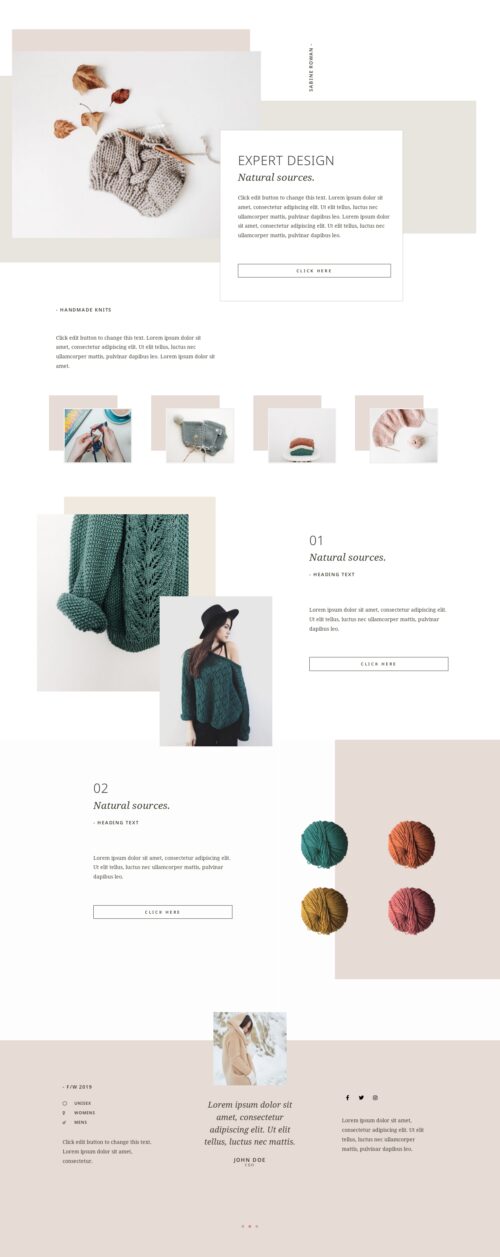 SABINE ROWAN -
EXPERT DESIGN
Natural sources.
Click edit button to change this text. Lorem ipsum dolor sit
amet, consectetur adipiscing elit. Ut elit tellus, luctus nec
ullamcorper mattis, pulvinar dapibus leo. Lorem ipsum dolor
sit amet, consectetur adipiscing elit. Ut elit tellus, luctus nec
ullamcorper mattis, pulvinar dapibus leo.
CLICK HERE
- HANDMADE KNITS
Click edit button to change this text. Lorem ipsum dolor sit
amet, consectetur adipiscing elit. Ut elit tellus, luctus nec
ullamcorper mattis, pulvinar dapibus leo. Lorem ipsum dolor sit
amet.
01
Natural sources.
- HEADING TEXT
Lorem ipsum dolor sit amet, consectetur adipiscing elit.
Ut elit tellus, luctus nec ullamcorper mattis, pulvinar
dapibus leo.
CLICK HERE
02
Natural sources.
- HEADING TEXT
Lorem ipsum dolor sit amet, consectetur adipiscing elit.
Ut elit tellus, luctus nec ullamcorper mattis, pulvinar
dapibus leo.
CLICK HERE
- F/W 2019
UNISEX
WOMENS
MENS
Click edit button to change this text.
Lorem ipsum dolor sit amet,
consectetur.
Lorem ipsum dolor sit
amet, consectetur
adipiscing elit. Ut elit
tellus, luctus nec mattis.
JOHN DOE
CEO
Lorem ipsum dolor sit amet,
consectetur adipiscing elit. Ut elit
tellus, luctus nec ullamcorper
mattis, pulvinar dapibus leo.